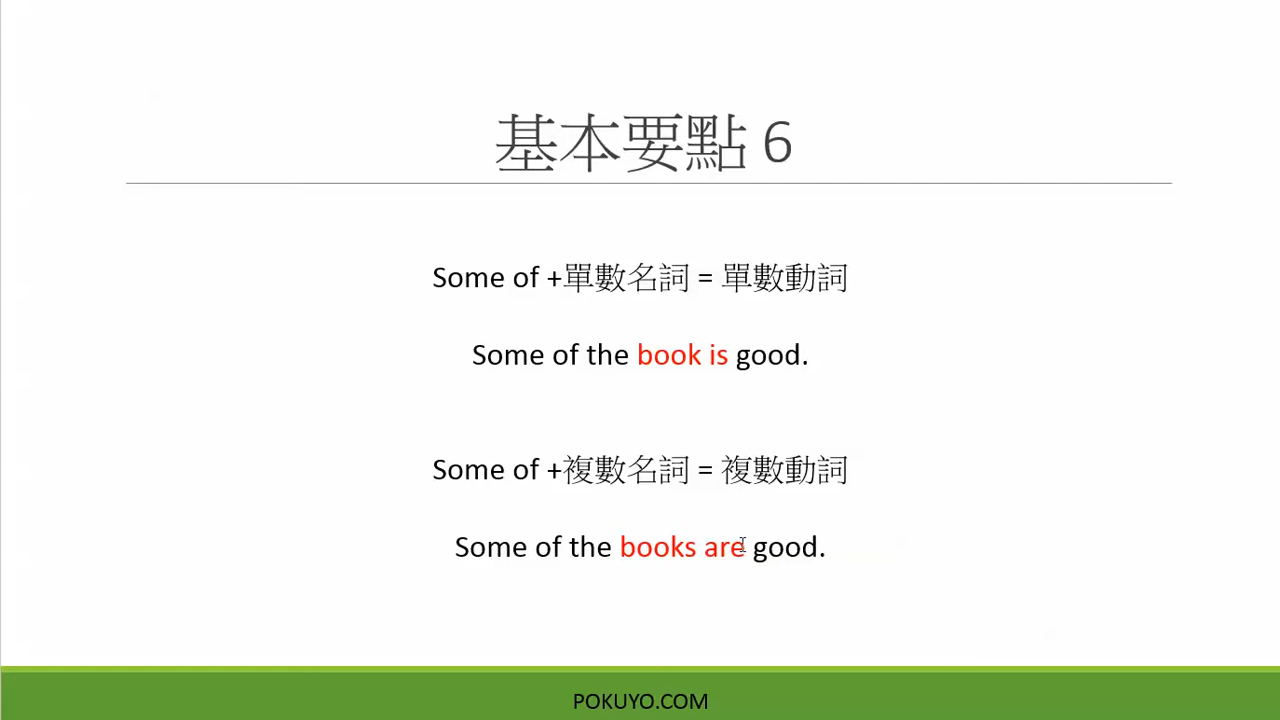 基本要點 6
Some of +單數名詞 = 單數動詞
Some of the book is good.
Some of +複數名詞 = 複數動詞
Some of the books are good.
POKUYO.COM